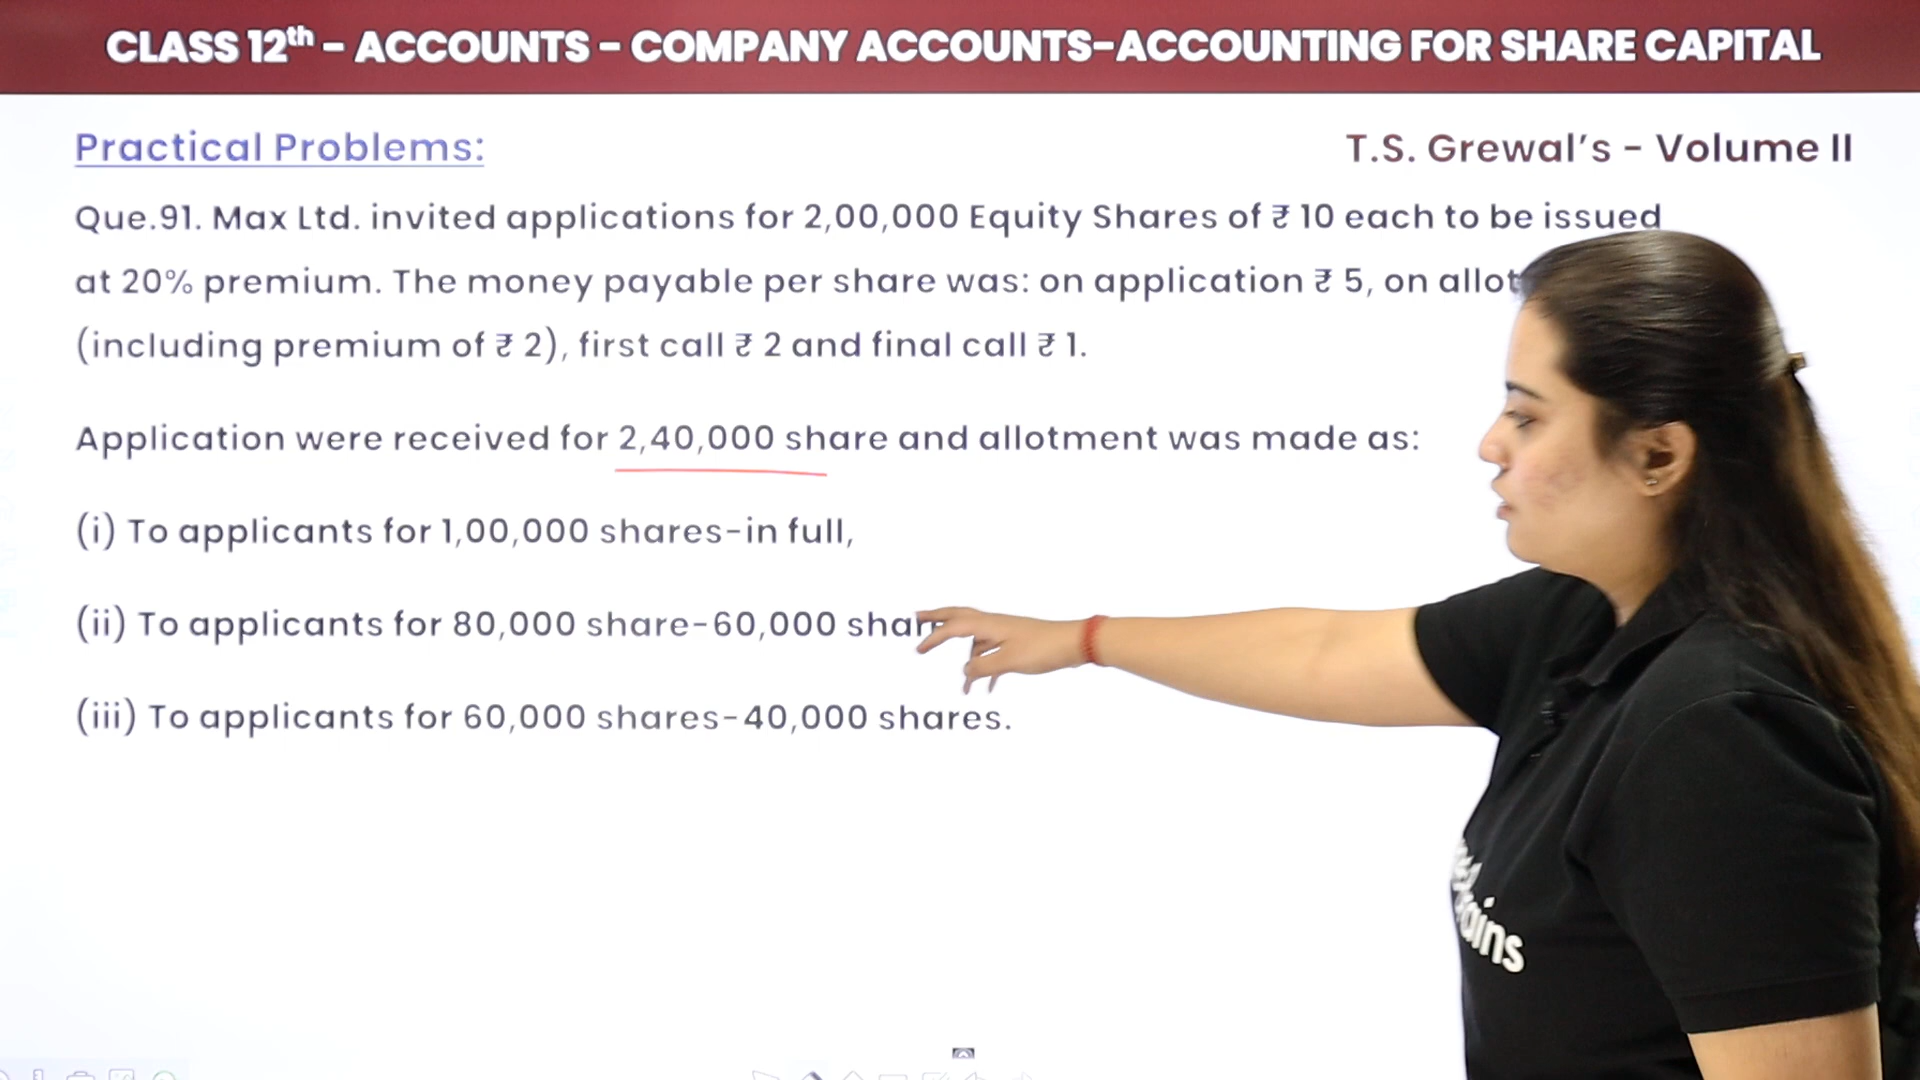 CLASS 12th - ACCOUNTS - COMPANY ACCOUNTS-ACCOUNTING FOR SHARE CAPITAL
Practical Problems:
T.S. Grewal's - Volume II
Que.91. Max Ltd. invited applications for 2,00,000 Equity Shares of ₹ 10 each to be issued
at 20% premium. The money payable per share was: on application ₹ 5, on
(including premium of ₹ 2), first call ₹ 2 and final call ₹ 1.
Application were received for 2,40,000 share and allotment was made as:
(i) To applicants for 1,00,000 shares-in full,
(ii) To applicants for 80,000 share-60,000
(iii) To applicants for 60,000 shares-40,000 shares.